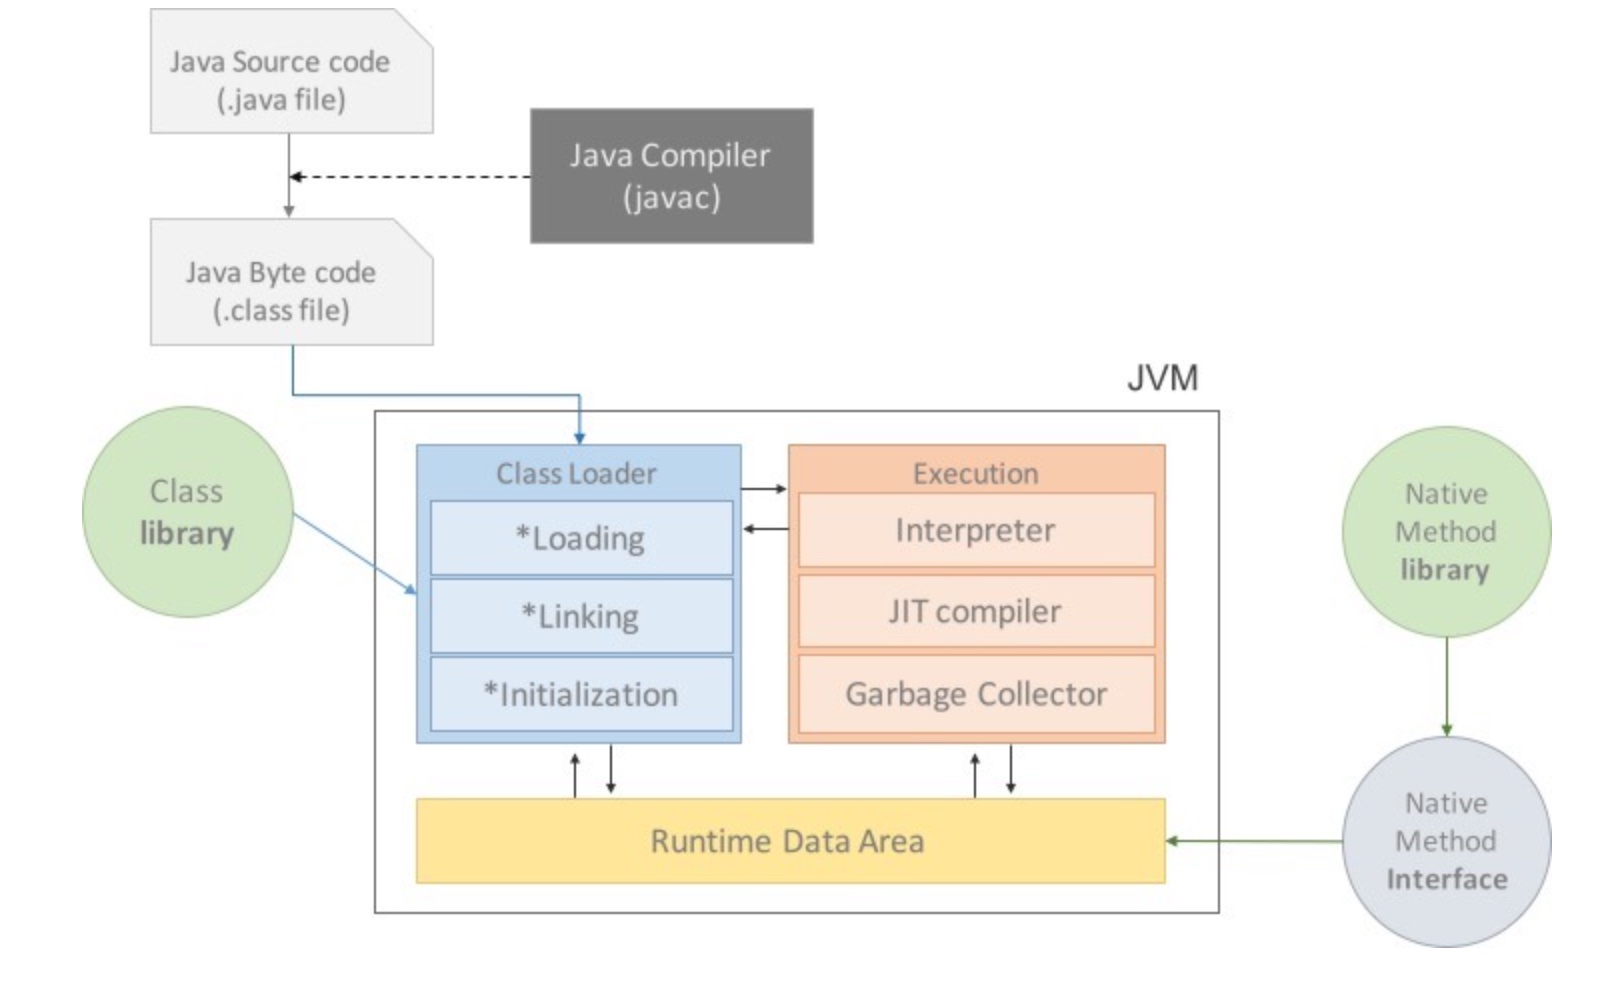 Java Source code
(.java file)
Java Compiler
(javac)
Java Byte code
(.class file)
JVM
Class
library
Class Loader
*Loading
*Linking
*Initialization
Execution
Interpreter
JIT compiler
Garbage Collector
Native
Method
library
Runtime Data Area
Native
Method
Interface